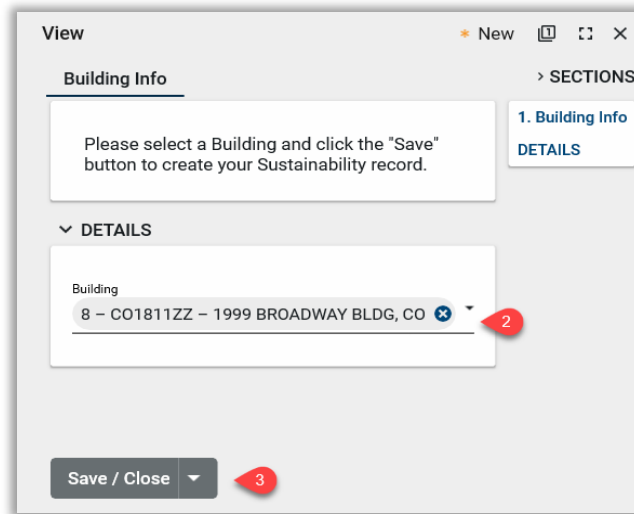 View
* New
1
Building Info
> SECTIONS
Please select a Building and click the "Save"
button to create your Sustainability record.
1. Building Info
DETAILS
DETAILS
Building
8 – CO1811ZZ – 1999 BROADWAY BLDG, CO
2
Save / Close
3